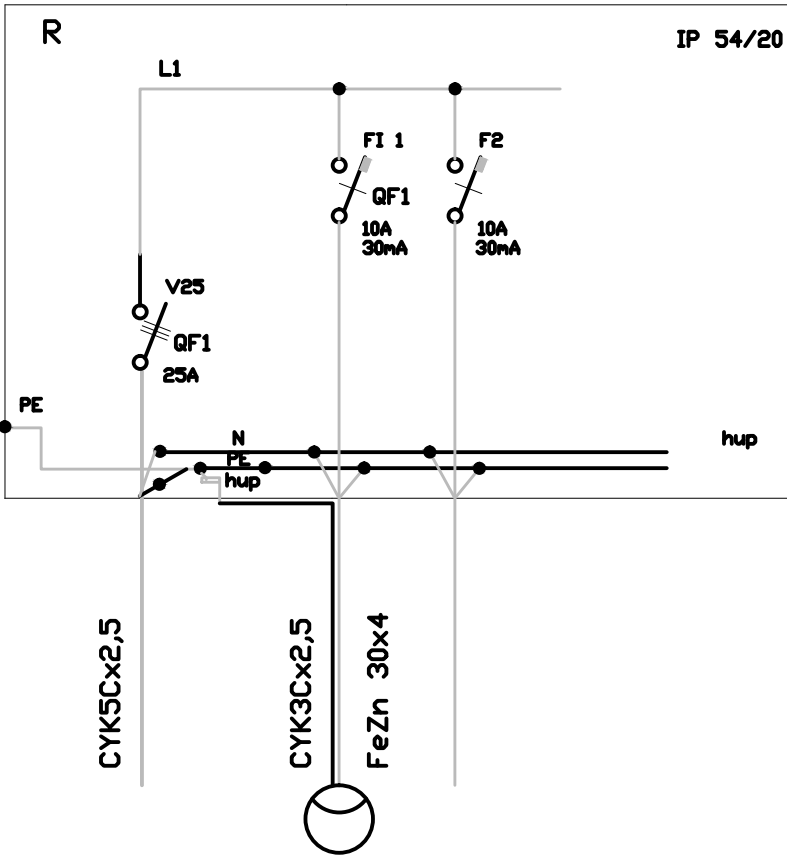 R
IP 54/20
L1
FI 1
F2
QF1
10A
30mA
10A
30mA
V25
QF1
25A
PE
N
PE
hup
hup
CYK5Cx2,5
CYK3Cx2,5
FeZn 30x4